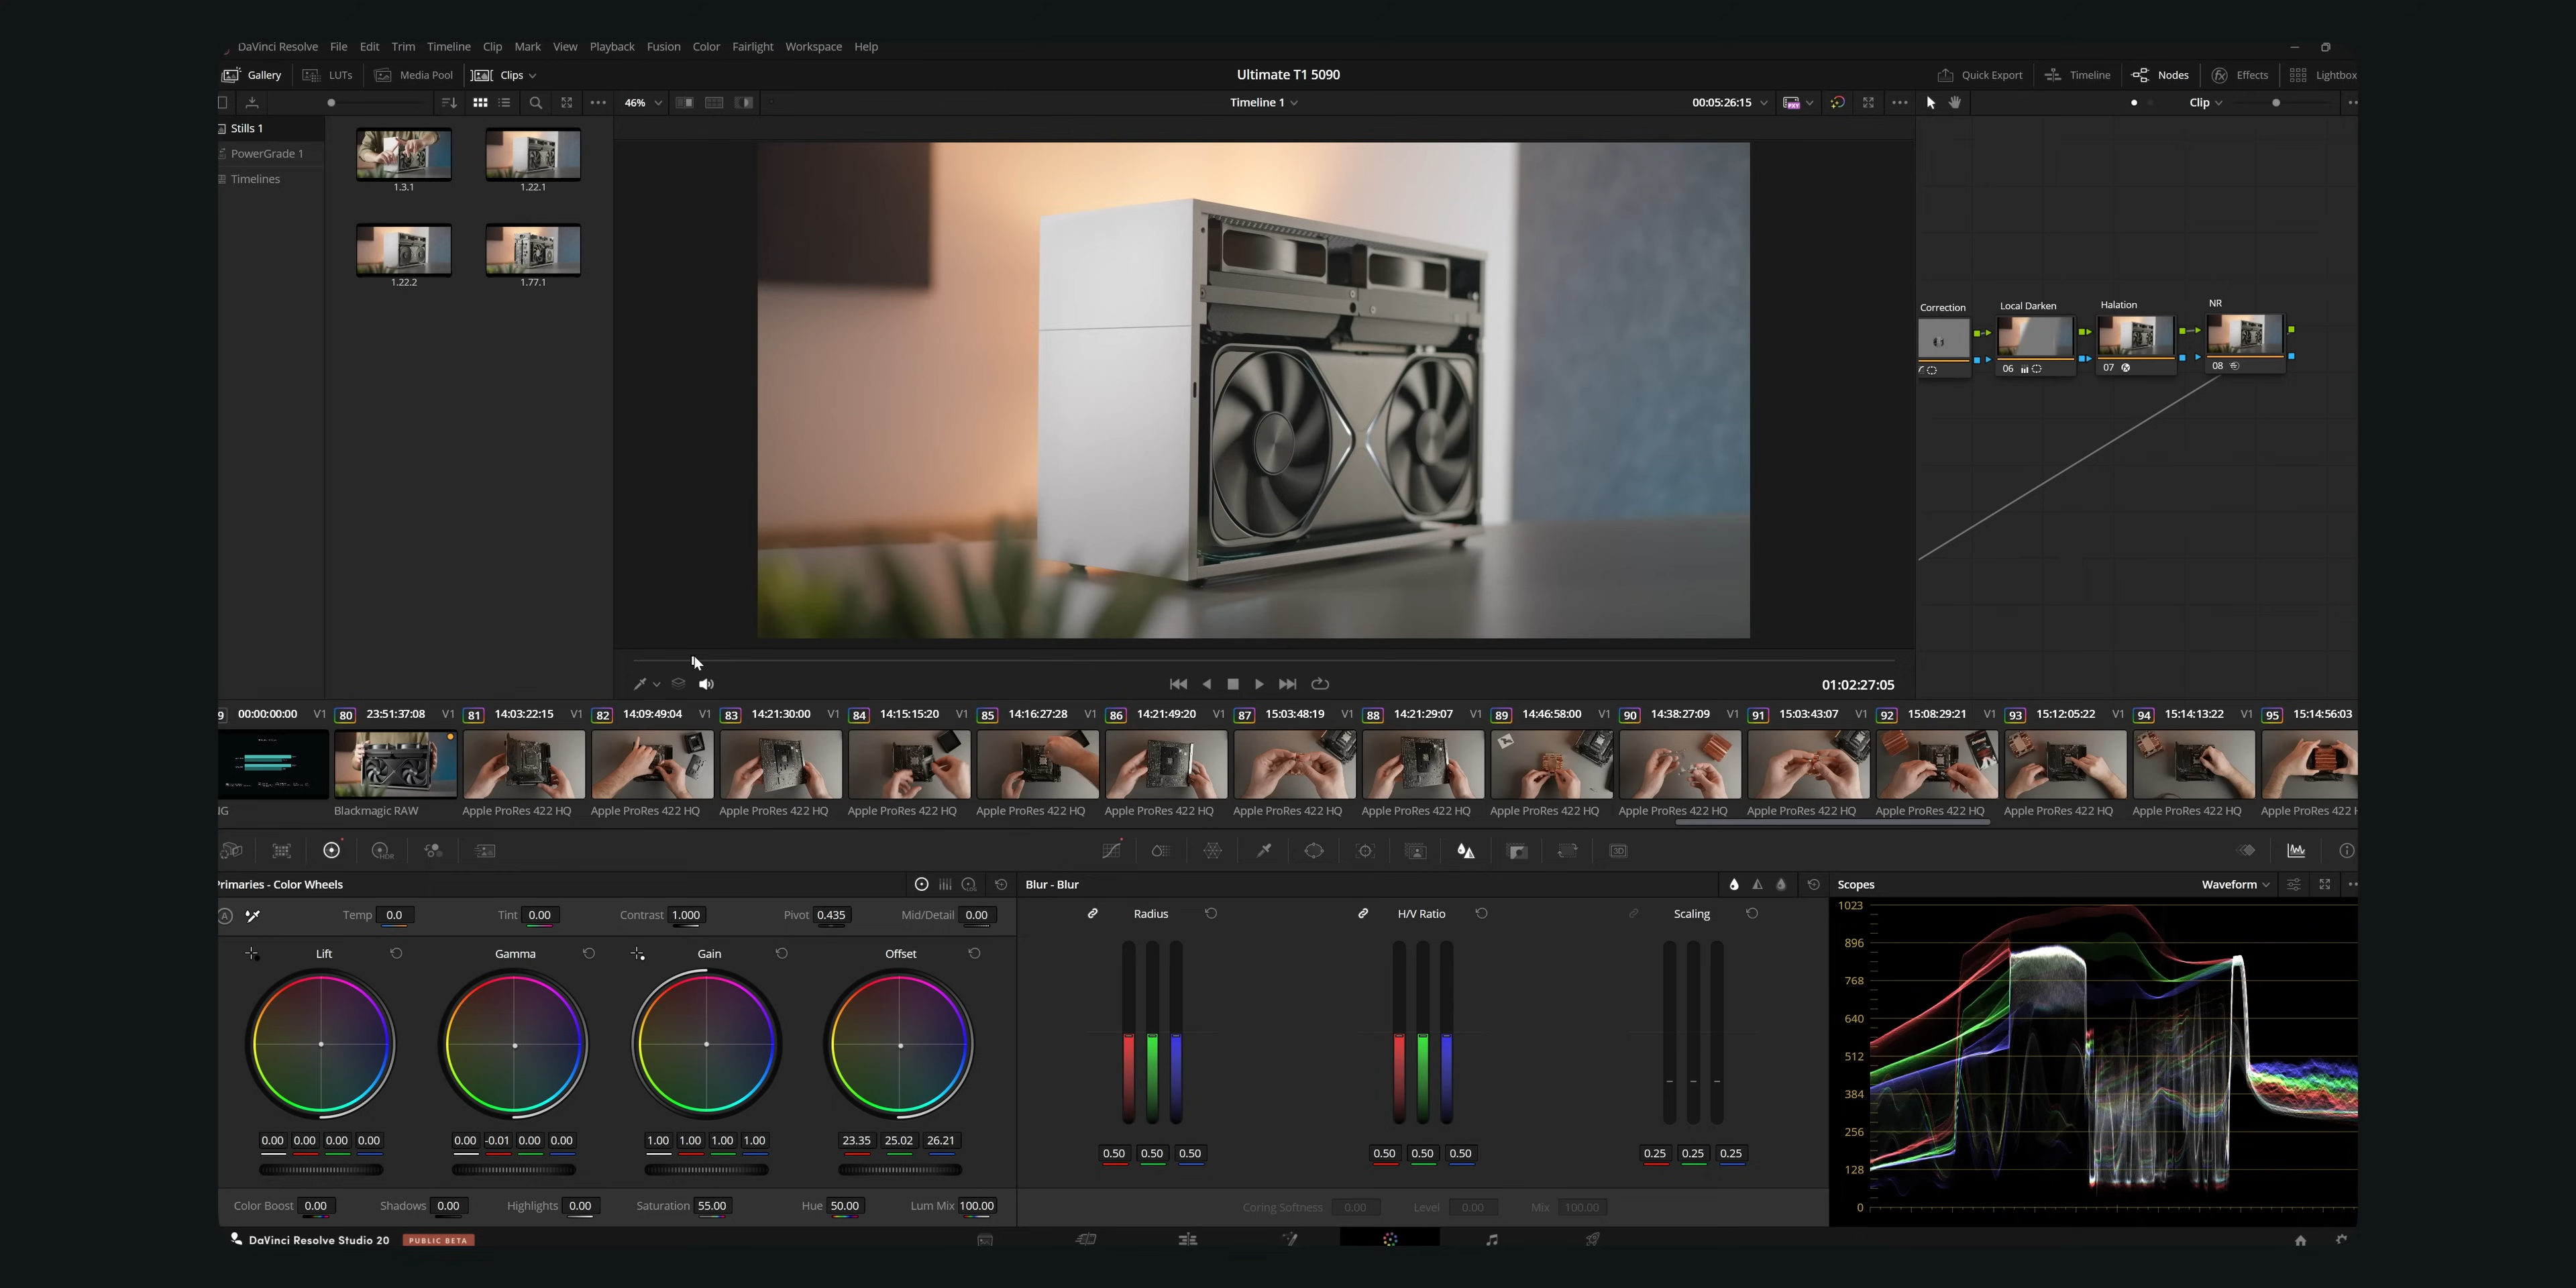 DaVinci Resolve File Edit Trim Timeline Clip Mark View Playback Fusion Color Fairlight Workspace Help
Gallery LUTs Media Pool Clips Ultimate T1 5090 Quick Export Timeline Nodes Effects Lightbox
46% Timeline 1 00:05:26:15 Clip
Stills 1
PowerGrade 1
Timelines
1.3.1 1.22.1
1.22.2 1.77.1
Correction Local Darken Halation NR
06 07 08
01:02:27:05
9 00:00:00:00 V1 80 23:51:37:08 V1 81 14:03:22:15 V1 82 14:09:49:04 V1 83 14:21:30:00 V1 84 14:15:15:20 V1 85 14:16:27:28 V1 86 14:21:49:20 V1 87 15:03:48:19 V1 88 14:21:29:07 V1 89 14:46:58:00 V1 90 14:38:27:09 V1 91 15:03:43:07 V1 92 15:08:29:21 V1 93 15:12:05:22 V1 94 15:14:13:22 V1 95 15:14:56:03
NG Blackmagic RAW Apple ProRes 422 HQ Apple ProRes 422 HQ Apple ProRes 422 HQ Apple ProRes 422 HQ Apple ProRes 422 HQ Apple ProRes 422 HQ Apple ProRes 422 HQ Apple ProRes 422 HQ Apple ProRes 422 HQ Apple ProRes 422 HQ Apple ProRes 422 HQ Apple ProRes 422 HQ Apple ProRes 422 HQ Apple ProRes 422 HQ Apple ProRes 422 H
HDR 3D
Primaries - Color Wheels Blur - Blur Scopes Waveform
A Temp 0.0 Tint 0.00 Contrast 1.000 Pivot 0.435 Mid/Detail 0.00
Radius H/V Ratio Scaling
Lift Gamma Gain Offset
0.00 0.00 0.00 0.00 0.00 -0.01 0.00 0.00 1.00 1.00 1.00 1.00 23.35 25.02 26.21
0.50 0.50 0.50 0.50 0.50 0.50 0.25 0.25 0.25
Color Boost 0.00 Shadows 0.00 Highlights 0.00 Saturation 55.00 Hue 50.00 Lum Mix 100.00
Coring Softness 0.00 Level 0.00 Mix 100.00
1023
896
768
640
512
384
256
128
0
DaVinci Resolve Studio 20 PUBLIC BETA